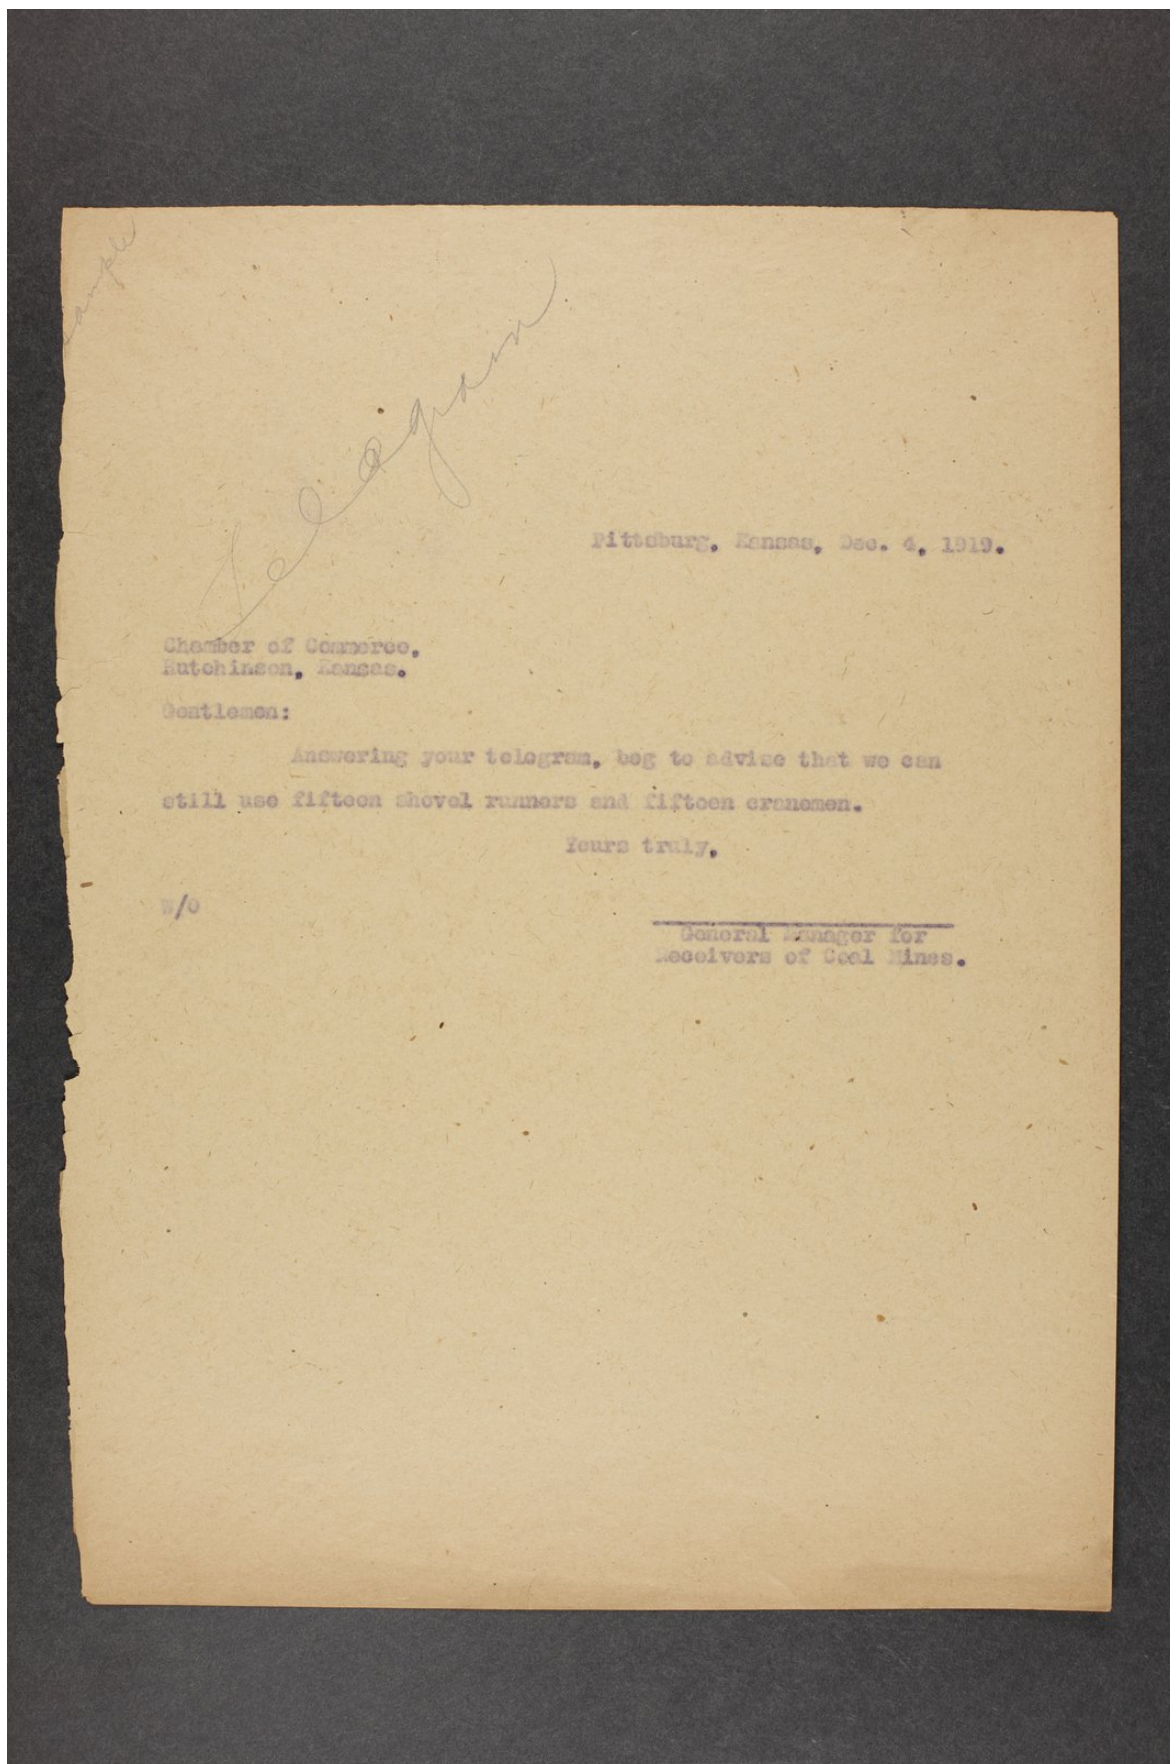 ample
Telegram
Pittsburg, Kansas, Dec. 4, 1919.
Chamber of Commerce,
Hutchinson, Kansas.
Gentlemen:
Answering your telegram, beg to advise that we can
still use fifteen shovel runners and fifteen cranemen.
Yours truly,
W/O
General Manager for
Receivers of Coal Mines.